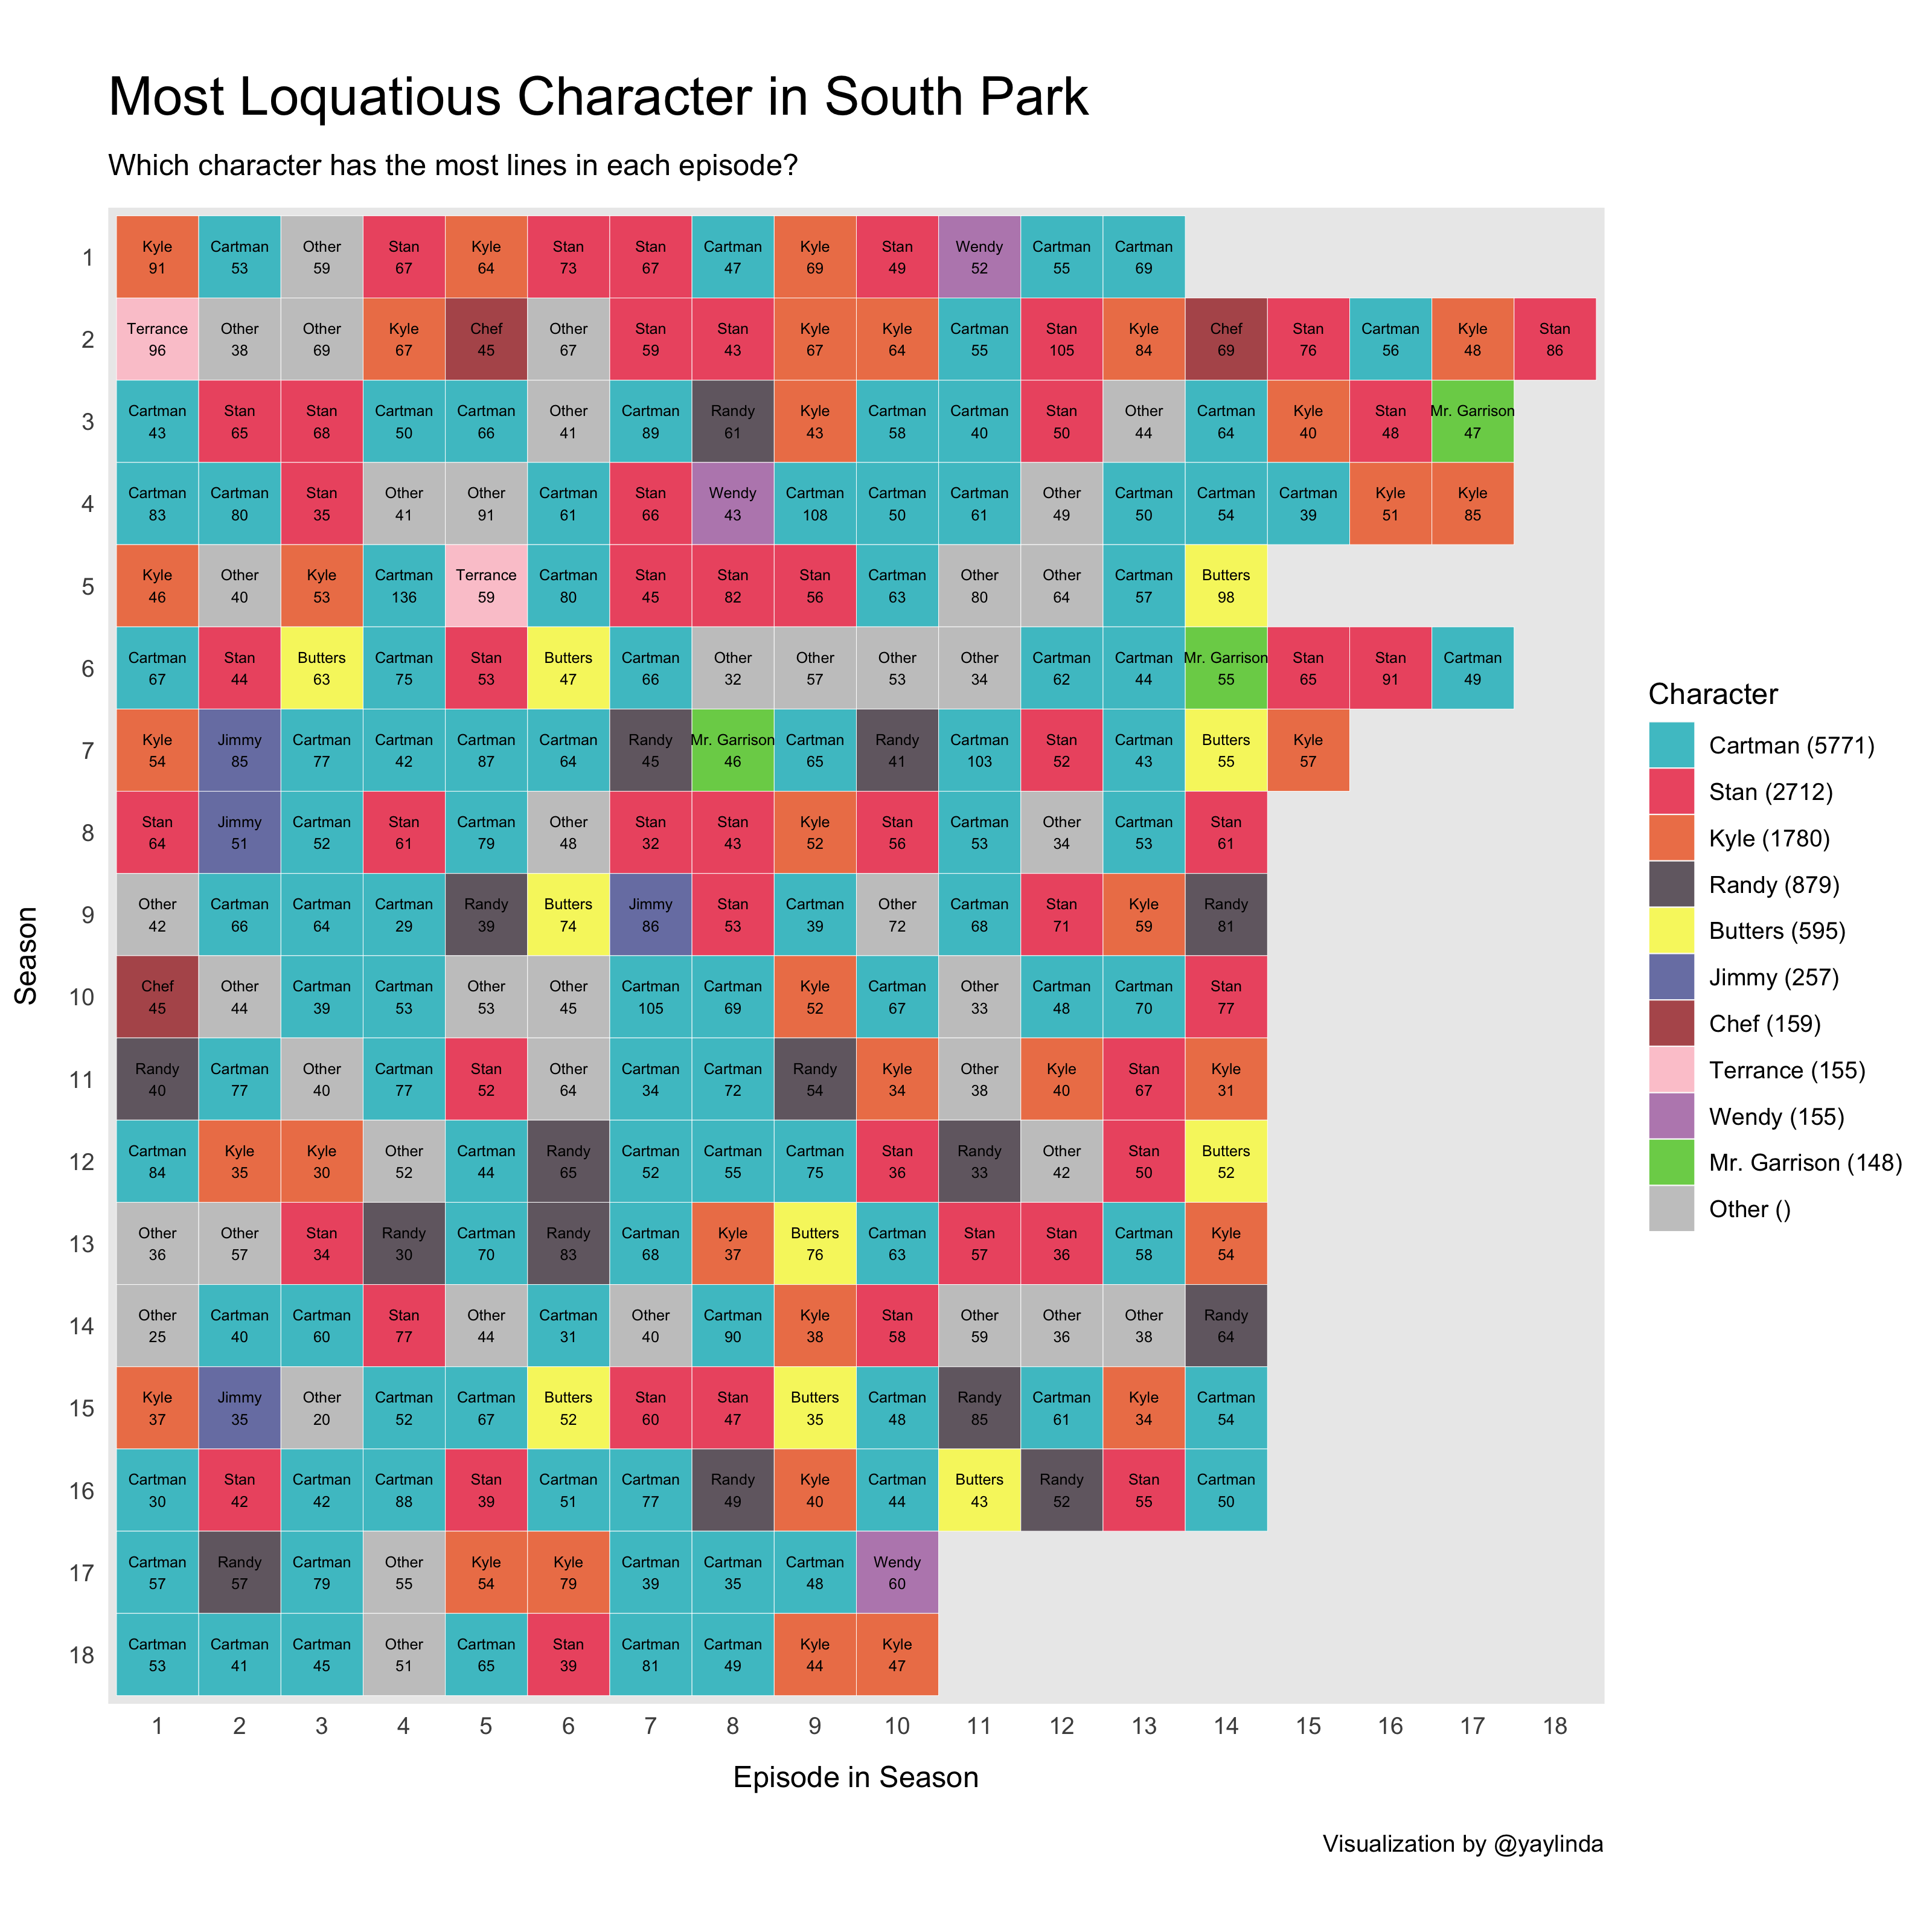 Most Loquatious Character in South Park
Which character has the most lines in each episode?
Kyle Cartman Other Stan Kyle Stan Stan Cartman Kyle Stan Wendy Cartman Cartman
1
91 53 59 67 64 73 67 47 69 49 52 55 69
Terrance Other Other Kyle Chef Other Stan Stan Kyle Kyle Cartman Stan Kyle Chef Stan Cartman Kyle Stan
2
96 38 69 67 45 67 59 43 67 64 55 105 84 69 76 56 48 86
Cartman Stan Stan Cartman Cartman Other Cartman Randy Kyle Cartman Cartman Stan Other Cartman Kyle Stan Mr. Garrison
3
43 65 68 50 66 41 89 61 43 58 40 50 44 64 40 48 47
Cartman Cartman Stan Other Other Cartman Stan Wendy Cartman Cartman Cartman Other Cartman Cartman Cartman Kyle Kyle
4
83 80 35 41 91 61 66 43 108 50 61 49 50 54 39 51 85
Kyle Other Kyle Cartman Terrance Cartman Stan Stan Stan Cartman Other Other Cartman Butters
5
46 40 53 136 59 80 45 82 56 63 80 64 57 98
Cartman Stan Butters Cartman Stan Butters Cartman Other Other Other Other Cartman Cartman Mr. Garrison Stan Stan Cartman
6
67 44 63 75 53 47 66 32 57 53 34 62 44 55 65 91 49
Kyle Jimmy Cartman Cartman Cartman Cartman Randy Mr. Garrison Cartman Randy Cartman Stan Cartman Butters Kyle
7
54 85 77 42 87 64 45 46 65 41 103 52 43 55 57
Stan Jimmy Cartman Stan Cartman Other Stan Stan Kyle Stan Cartman Other Cartman Stan
8
64 51 52 61 79 48 32 43 52 56 53 34 53 61
Other Cartman Cartman Cartman Randy Butters Jimmy Stan Cartman Other Cartman Stan Kyle Randy
9
42 66 64 29 39 74 86 53 39 72 68 71 59 81
Chef Other Cartman Cartman Other Other Cartman Cartman Kyle Cartman Other Cartman Cartman Stan
10
45 44 39 53 53 45 105 69 52 67 33 48 70 77
Randy Cartman Other Cartman Stan Other Cartman Cartman Randy Kyle Other Kyle Stan Kyle
11
40 77 40 77 52 64 34 72 54 34 38 40 67 31
Cartman Kyle Kyle Other Cartman Randy Cartman Cartman Cartman Stan Randy Other Stan Butters
12
84 35 30 52 44 65 52 55 75 36 33 42 50 52
Other Other Stan Randy Cartman Randy Cartman Kyle Butters Cartman Stan Stan Cartman Kyle
13
36 57 34 30 70 83 68 37 76 63 57 36 58 54
Other Cartman Cartman Stan Other Cartman Other Cartman Kyle Stan Other Other Other Randy
14
25 40 60 77 44 31 40 90 38 58 59 36 38 64
Kyle Jimmy Other Cartman Cartman Butters Stan Stan Butters Cartman Randy Cartman Kyle Cartman
15
37 35 20 52 67 52 60 47 35 48 85 61 34 54
Cartman Stan Cartman Cartman Stan Cartman Cartman Randy Kyle Cartman Butters Randy Stan Cartman
16
30 42 42 88 39 51 77 49 40 44 43 52 55 50
Cartman Randy Cartman Other Kyle Kyle Cartman Cartman Cartman Wendy
17
57 57 79 55 54 79 39 35 48 60
Cartman Cartman Cartman Other Cartman Stan Cartman Cartman Kyle Kyle
18
53 41 45 51 65 39 81 49 44 47
Season
1 2 3 4 5 6 7 8 9 10 11 12 13 14 15 16 17 18
Episode in Season
Character
Cartman (5771)
Stan (2712)
Kyle (1780)
Randy (879)
Butters (595)
Jimmy (257)
Chef (159)
Terrance (155)
Wendy (155)
Mr. Garrison (148)
Other ()
Visualization by @yaylinda